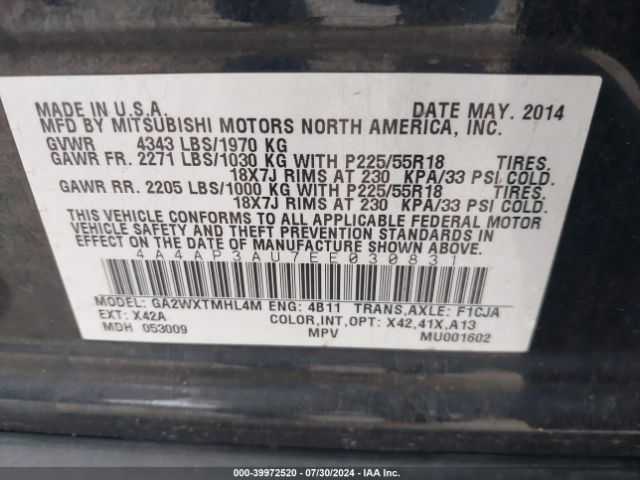 MADE IN U.S.A. DATE MAY. 2014
MFD BY MITSUBISHI MOTORS NORTH AMERICA, INC.
GVWR 4343 LBS/1970 KG
GAWR FR. 2271 LBS/1030 KG WITH P225/55R18 TIRES.
18X7J RIMS AT 230 KPA/33 PSI COLD.
GAWR RR. 2205 LBS/1000 KG WITH P225/55R18 TIRES.
18X7J RIMS AT 230 KPA/33 PSI COLD.
THIS VEHICLE CONFORMS TO ALL APPLICABLE FEDERAL MOTOR
VEHICLE SAFETY AND THEFT PREVENTION STANDARDS IN
EFFECT ON THE DATE OF MANUFACTURE SHOWN ABOVE.
4A4AP3AU7EE030831
MODEL: GA2WXTMHL4M ENG: 4B11 TRANS,AXLE: F1CJA
EXT: X42A COLOR,INT,OPT: X42,41X,A13
MDH 053009 MPV MU001602
000-39972520 / 07/30/2024 - IAA Inc.